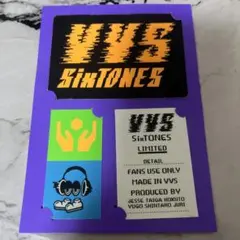 VVS
SixTONES
VVS
SixTONES
LIMITED
DETAIL
FANS USE ONLY
MADE IN VVS
PRODUCED BY
JESSE TAIGA HOKUTO
YUGO SHINTARO JURI